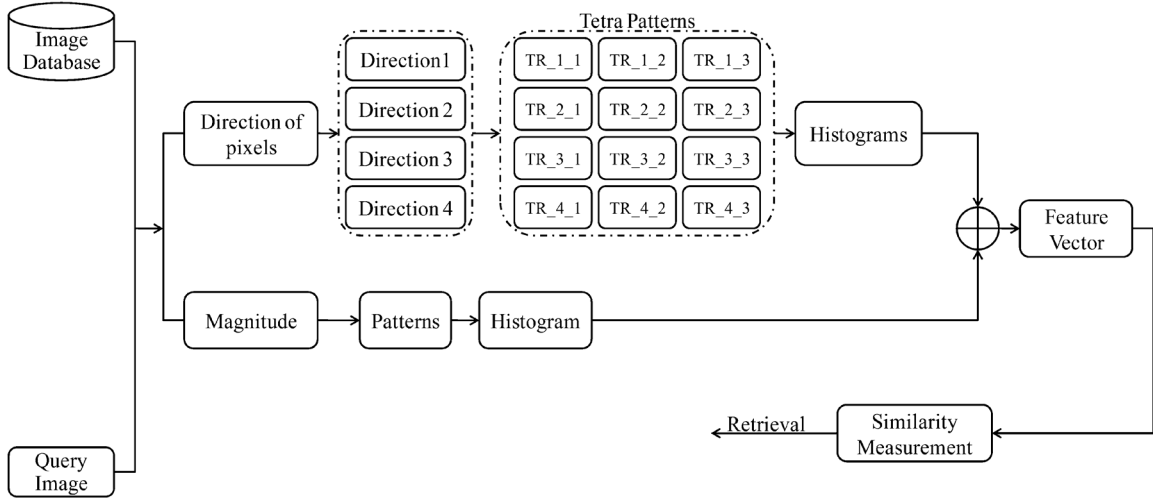 Image
Database
Tetra Patterns
Direction1
TR_1_1
TR_1_2
TR_1_3
Direction of
pixels
Direction 2
TR_2_1
TR_2_2
TR_2_3
Histograms
Direction 3
TR_3_1
TR_3_2
TR_3_3
Direction 4
TR_4_1
TR_4_2
TR_4_3
Feature
Vector
Magnitude
Patterns
Histogram
Retrieval
Similarity
Measurement
Query
Image